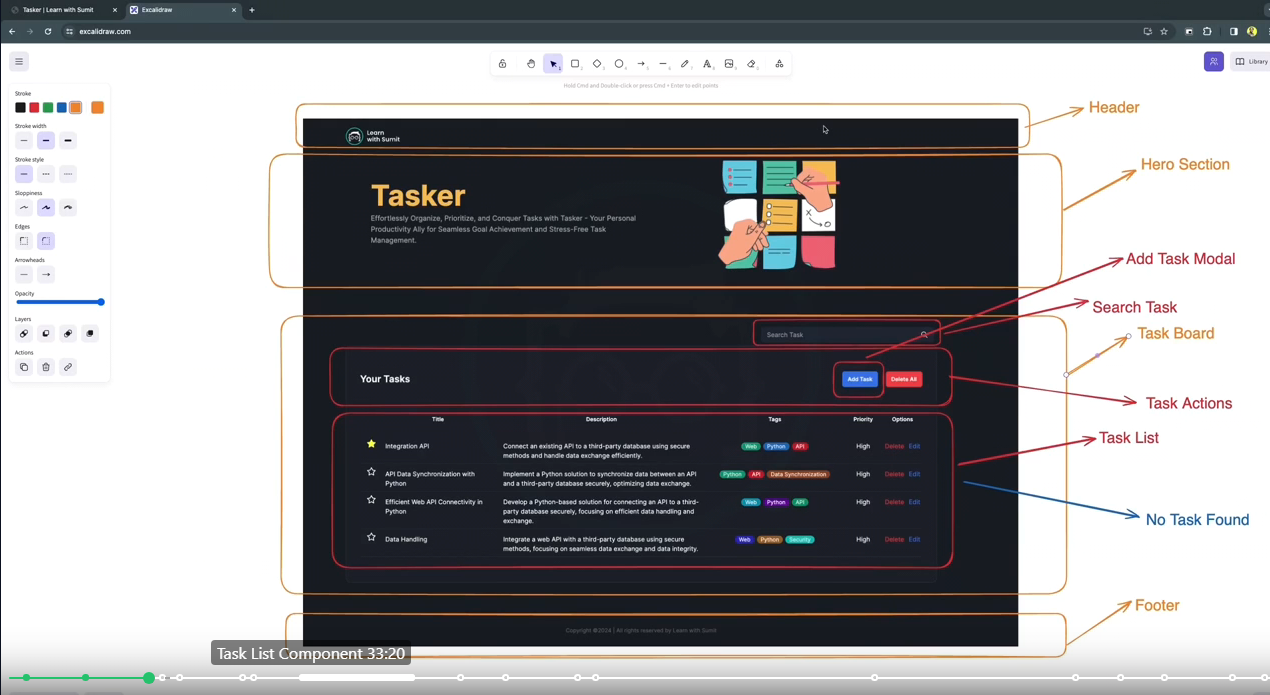 Tasker | Learn with Sumit
Excalidraw
excalidraw.com
Library
Hold Cmd and Double-click or press Cmd + Enter to edit points
Stroke
Stroke width
Stroke style
Sloppiness
Edges
Arrowheads
Opacity
Layers
Actions
Header
Learn
with Sumit
Hero Section
Tasker
Effortlessly Organize, Prioritize, and Conquer Tasks with Tasker - Your Personal
Productivity Ally for Seamless Goal Achievement and Stress-Free Task
Management.
Add Task Modal
Search Task
Task Board
Search Task
Your Tasks
Add Task
Delete All
Task Actions
Title Description Tags Priority Options
Task List
Integration API
Connect an existing API to a third-party database using secure
methods and handle data exchange efficiently.
Web Python API
High
Delete Edit
API Data Synchronization with
Python
Implement a Python solution to synchronize data between an API
and a third-party database securely, optimizing data exchange.
Python API Data Synchronization
High
Delete Edit
Efficient Web API Connectivity in
Python
Develop a Python-based solution for connecting an API to a third-
party database securely, focusing on efficient data handling and
exchange.
Web Python API
High
Delete Edit
No Task Found
Data Handling
Integrate a web API with a third-party database using secure
methods, focusing on seamless data exchange and data integrity.
Web Python Security
High
Delete Edit
Footer
Copyright ©2024 | All rights reserved by Learn with Sumit
Task List Component 33:20